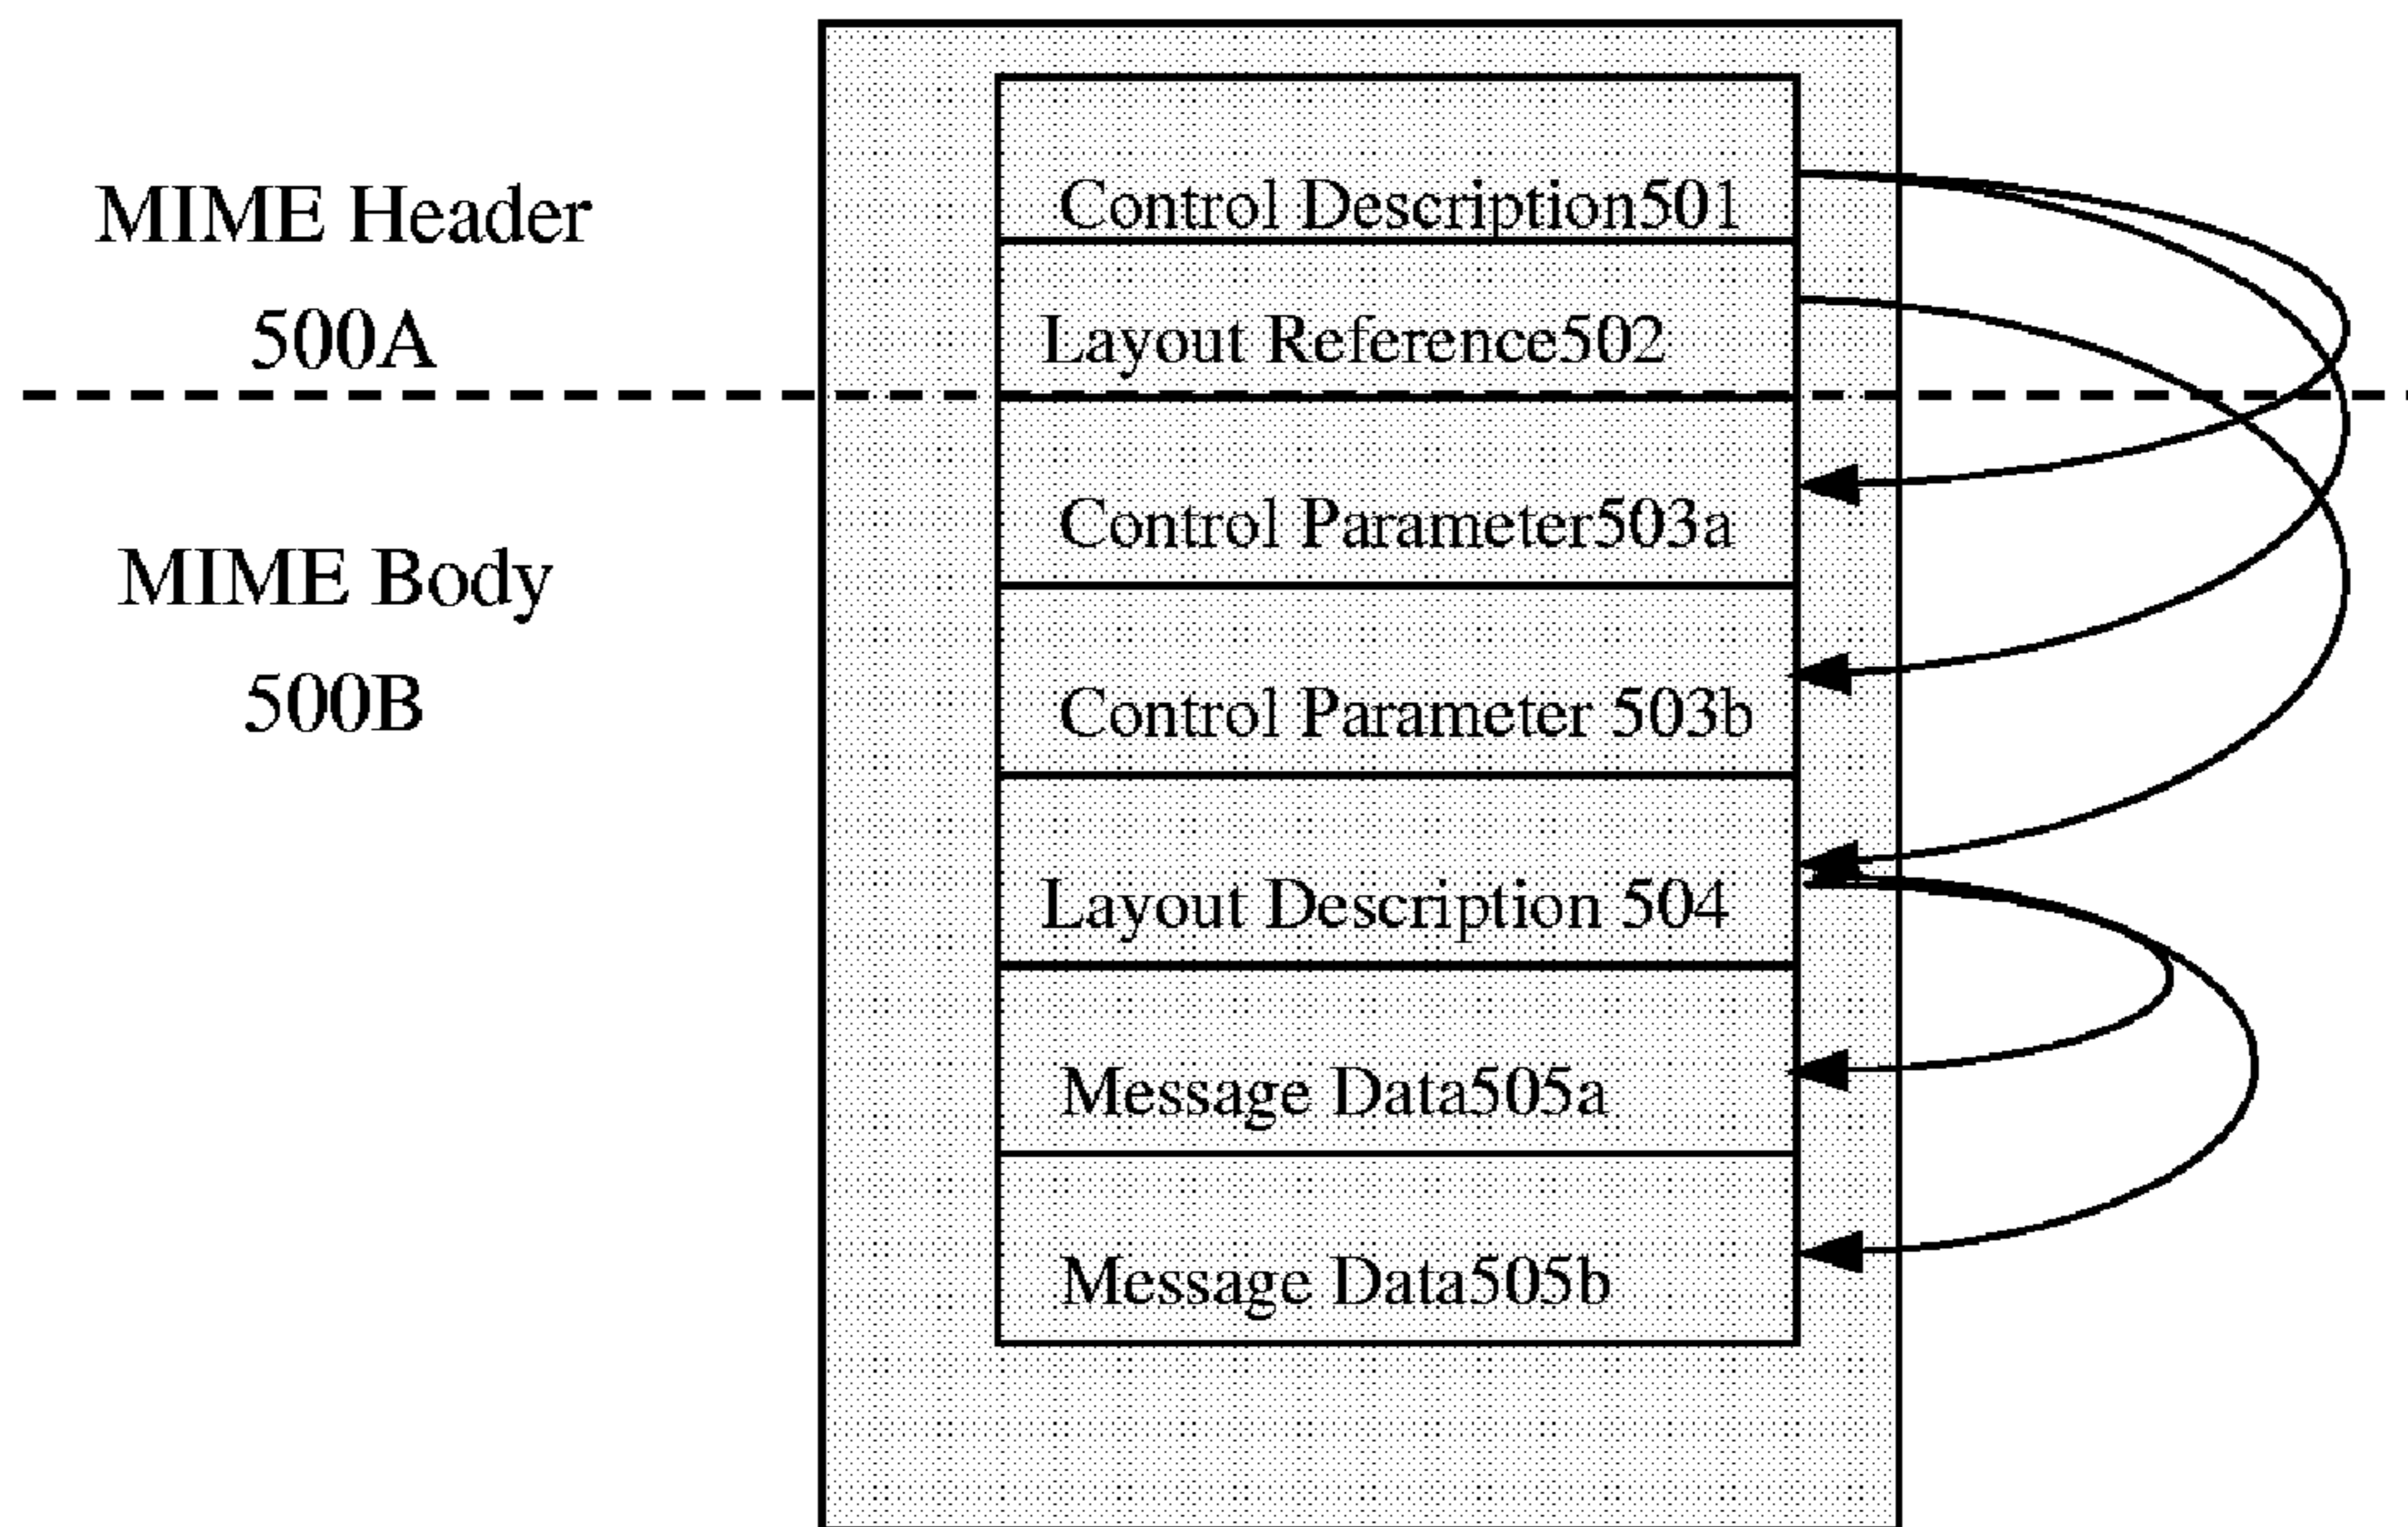 MIME Header
500A
MIME Body
500B
Control Description501
Layout Reference502
Control Parameter503a
Control Parameter 503b
Layout Description 504
Message Data505a
Message Data505b